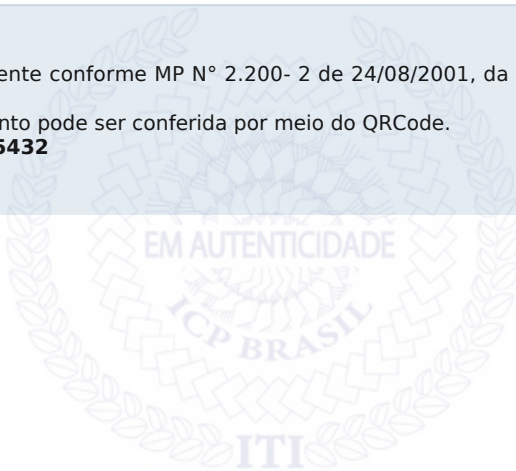 ente conforme MP N° 2.200- 2 de 24/08/2001, da
nto pode ser conferida por meio do QRCode.
5432
EM AUTENTICIDADE
ICP BRASIL
ITI